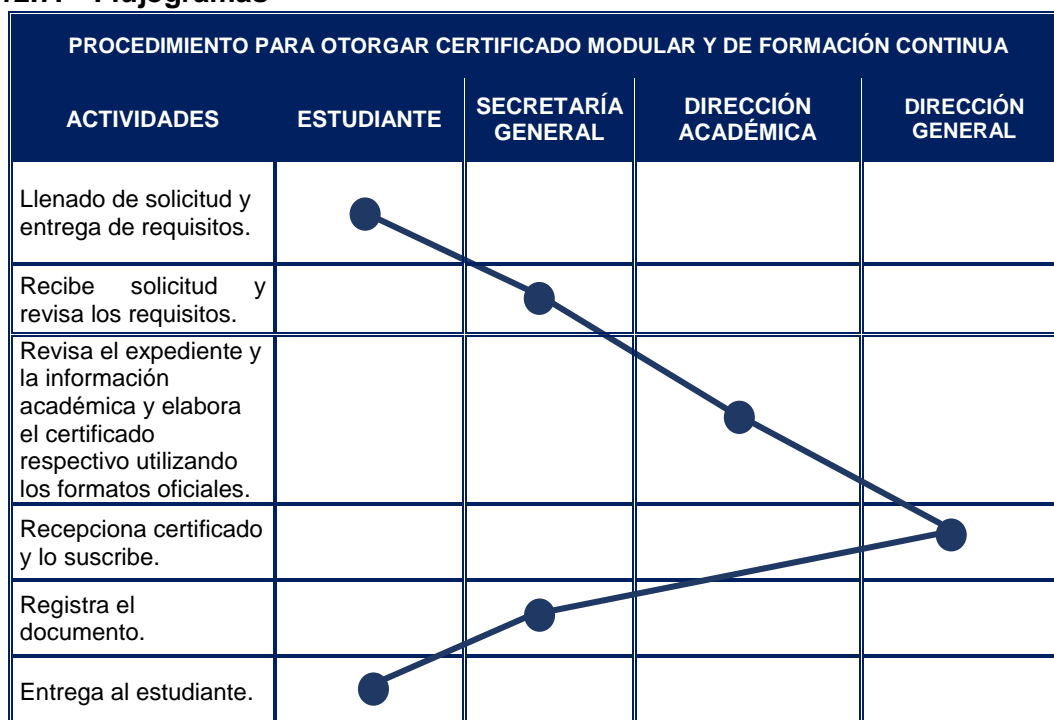 PROCEDIMIENTO PARA OTORGAR CERTIFICADO MODULAR Y DE FORMACIÓN CONTINUA
ACTIVIDADES
ESTUDIANTE
SECRETARÍA
GENERAL
DIRECCIÓN
ACADÉMICA
DIRECCIÓN
GENERAL
Llenado de solicitud y
entrega de requisitos.
Recibe solicitud y
revisa los requisitos.
Revisa el expediente y
la información
académica y elabora
el certificado
respectivo utilizando
los formatos oficiales.
Recepciona certificado
y lo suscribe.
Registra el
documento.
Entrega al estudiante.